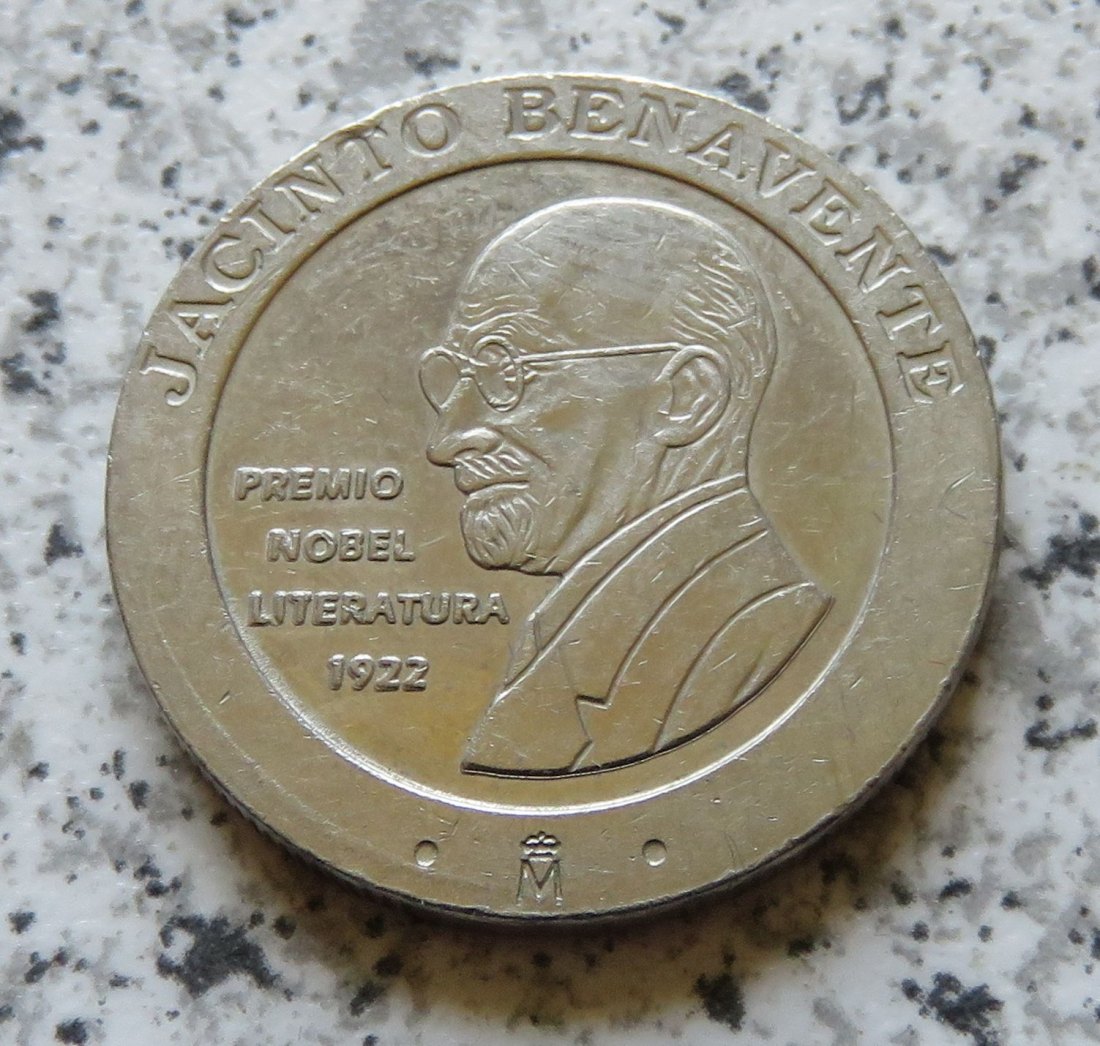 JACINTO BENAVENTE
PREMIO
NOBEL
LITERATURA
1922
M